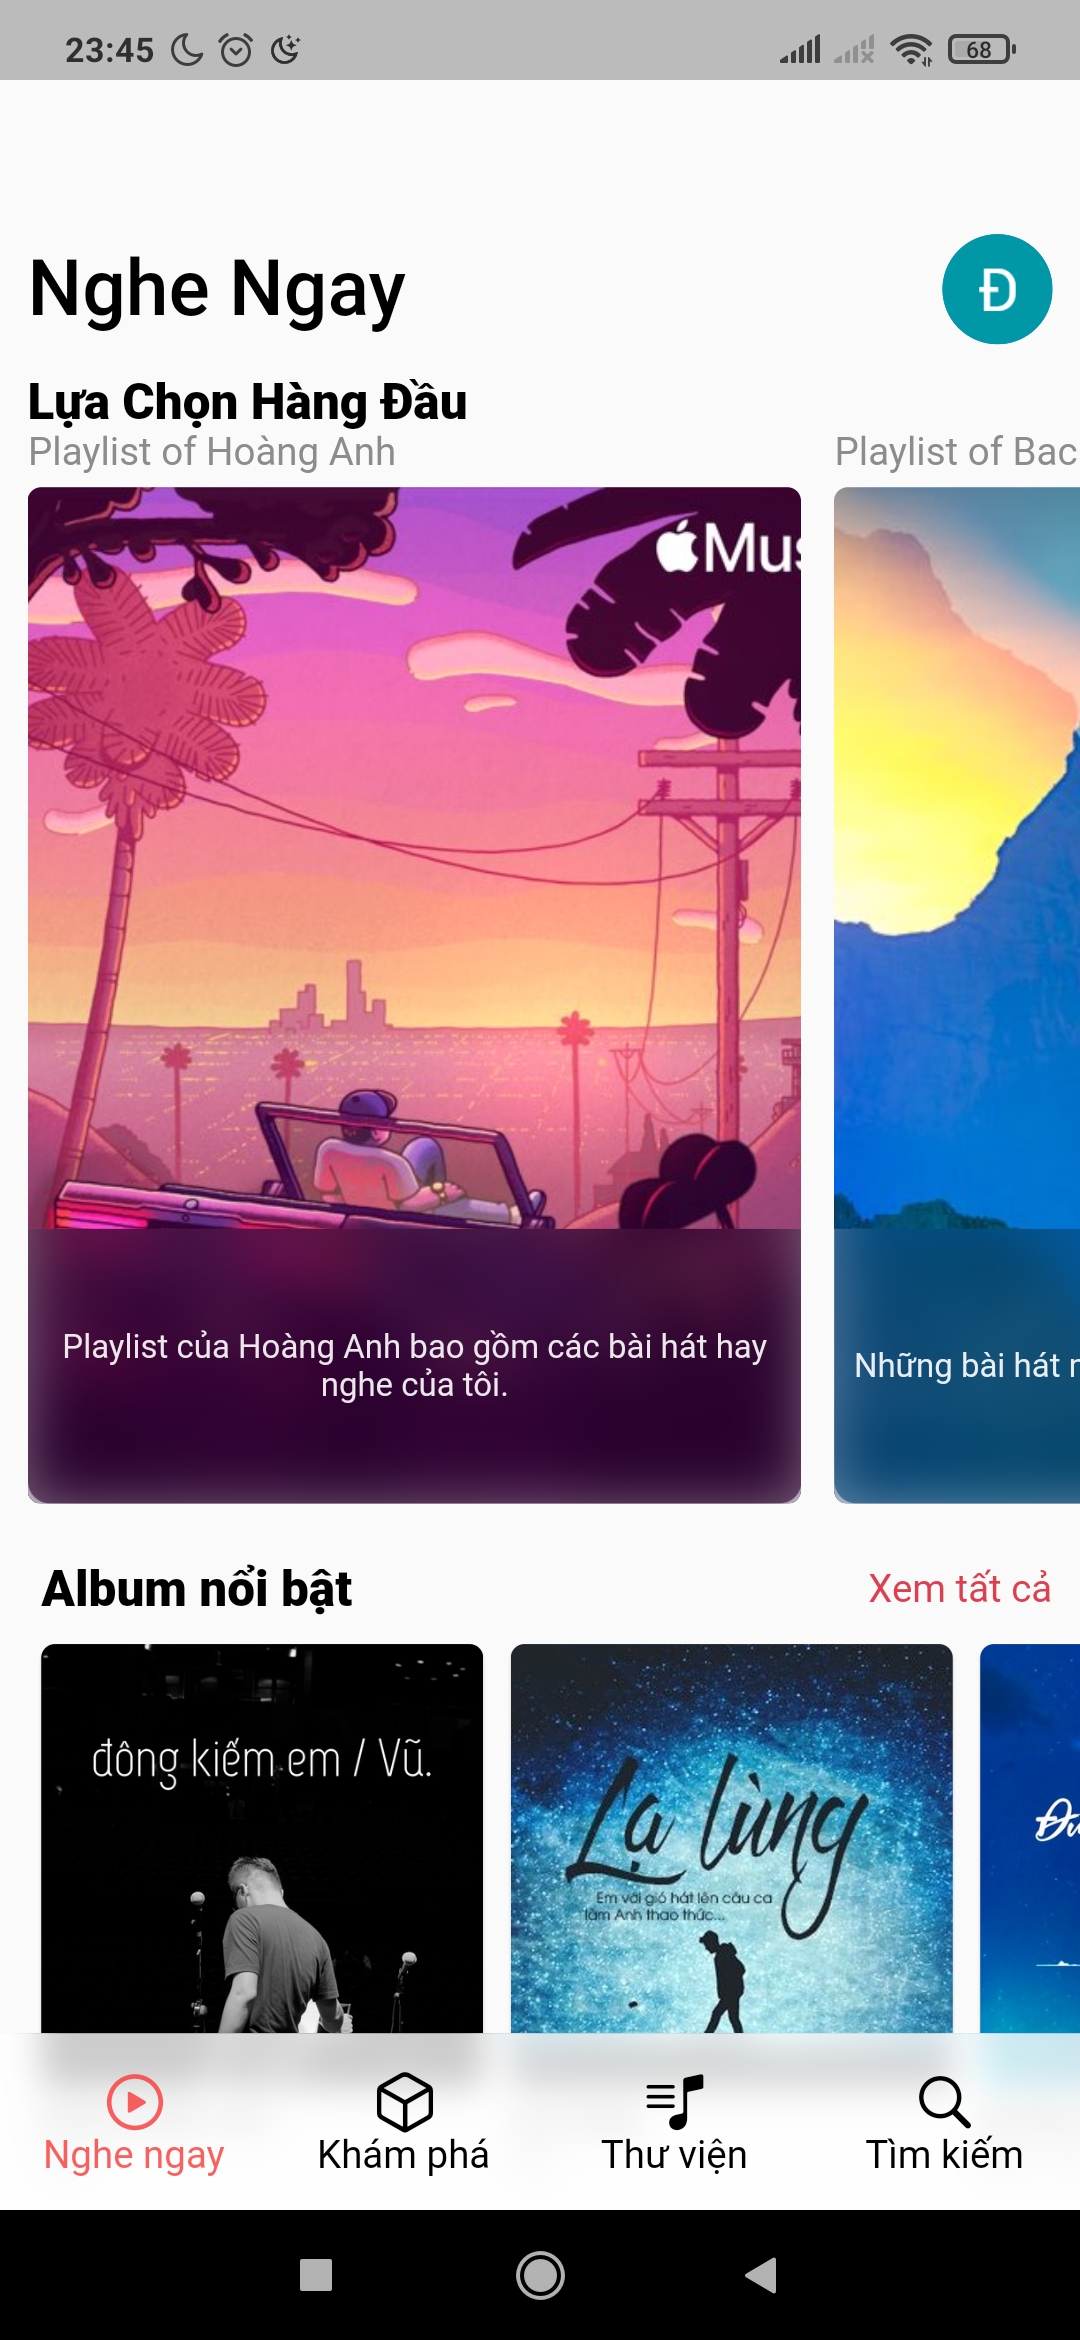 23:45
68
Nghe Ngay
Đ
Lựa Chọn Hàng Đầu
Playlist of Hoàng Anh
Playlist of Bac
Mus
Playlist của Hoàng Anh bao gồm các bài hát hay
nghe của tôi.
Những bài hát
Album nổi bật
Xem tất cả
đông kiếm em / Vũ.
Lạ lùng
Em với gió hát lên câu ca
làm Anh thao thức...
Nghe ngay
Khám phá
Thư viện
Tìm kiếm